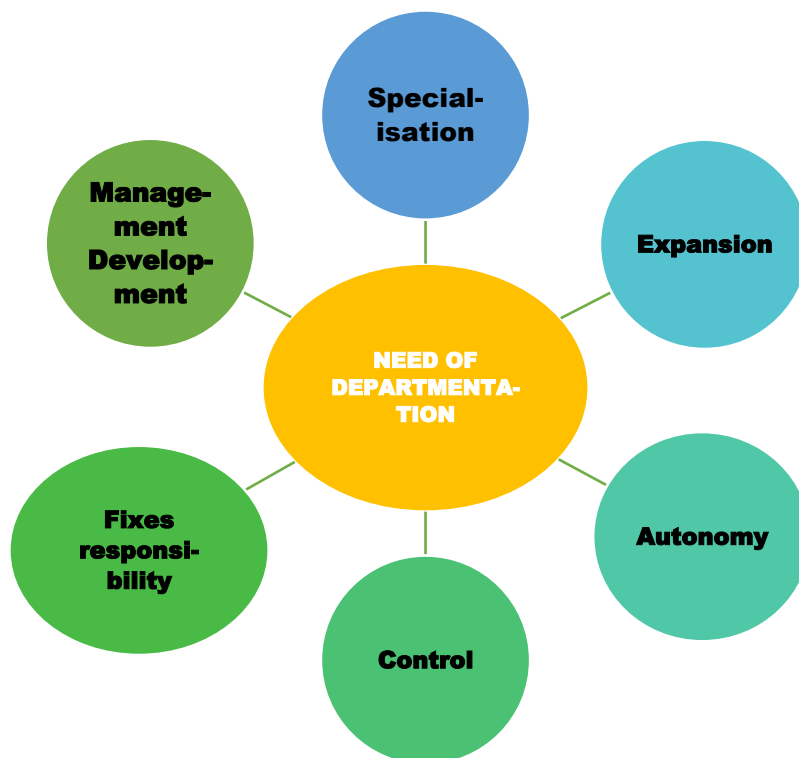 Special-
isation
Expansion
Autonomy
Control
Fixes
responsi-
bility
Manage-
ment
Develop-
ment
NEED OF
DEPARTMENTA-
TION